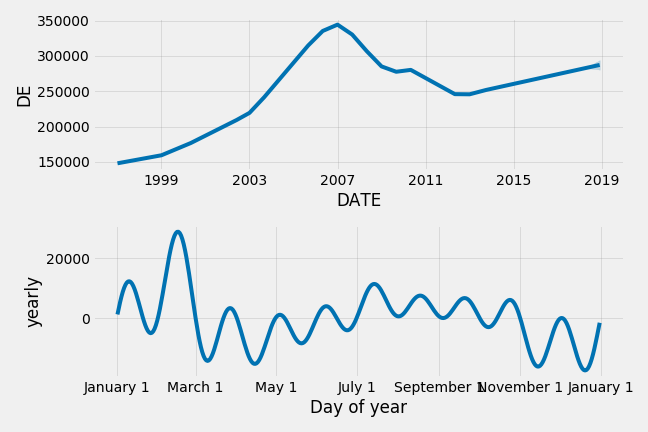 350000
300000
250000
200000
150000
DE
1999 2003 2007 2011 2015 2019
DATE
20000
0
yearly
January 1 March 1 May 1 July 1 September 1 November 1 January 1
Day of year